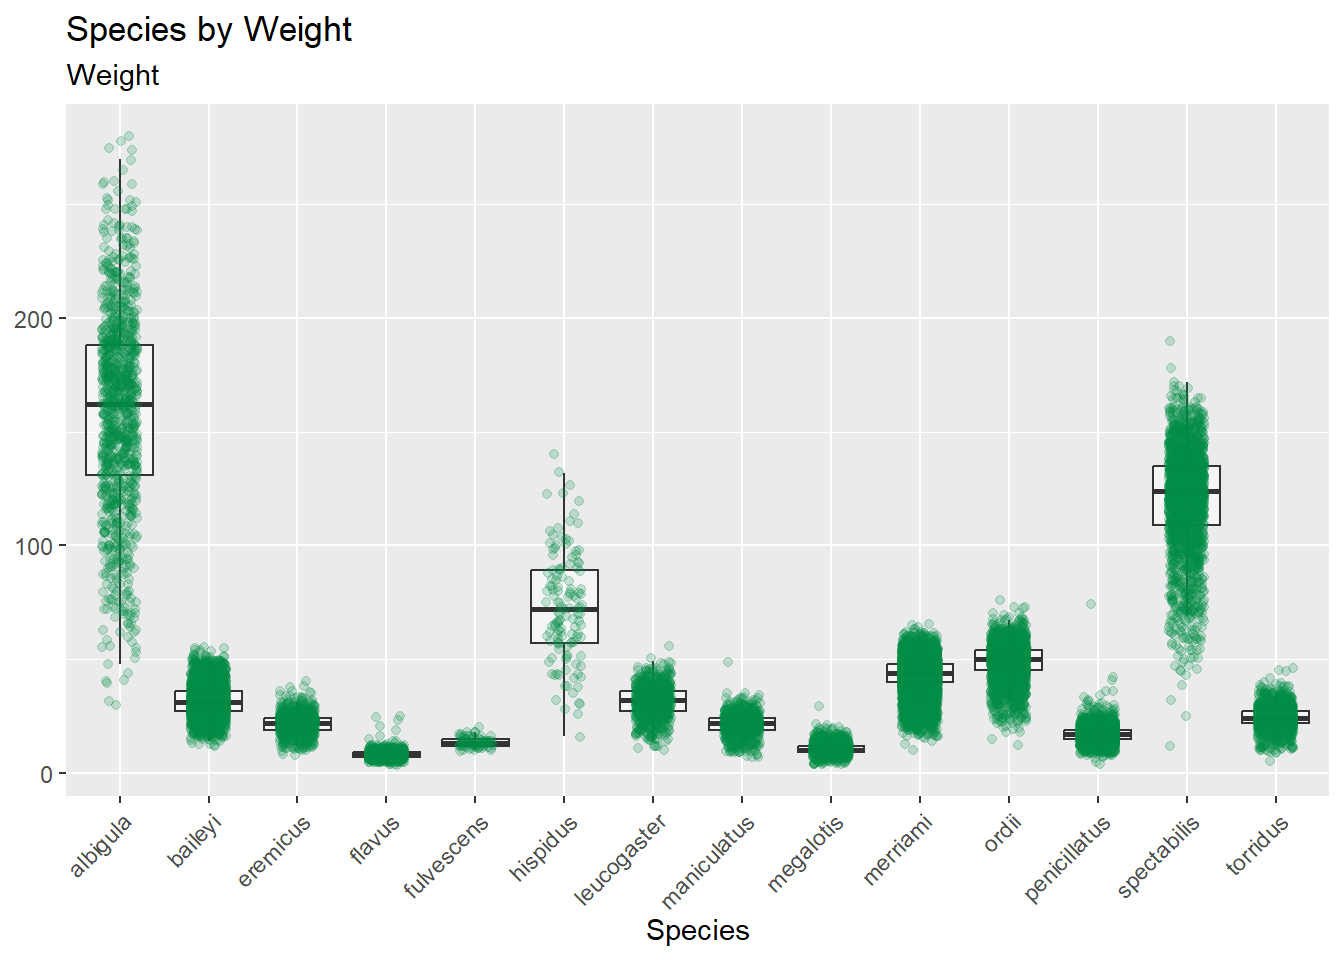 Species by Weight
Weight
200
100
0
albigula
baileyi
eremicus
flavus
fulvescens
hispidus
leucogaster
maniculatus
megalotis
merriami
ordii
penicillatus
spectabilis
torridus
Species